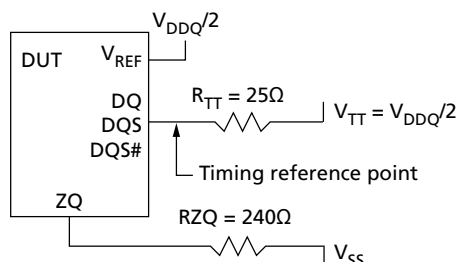 V_DDQ/2
DUT
V_REF
DQ
DQS
DQS#
R_TT = 25Ω
V_TT = V_DDQ/2
Timing reference point
ZQ
RZQ = 240Ω
V_SS